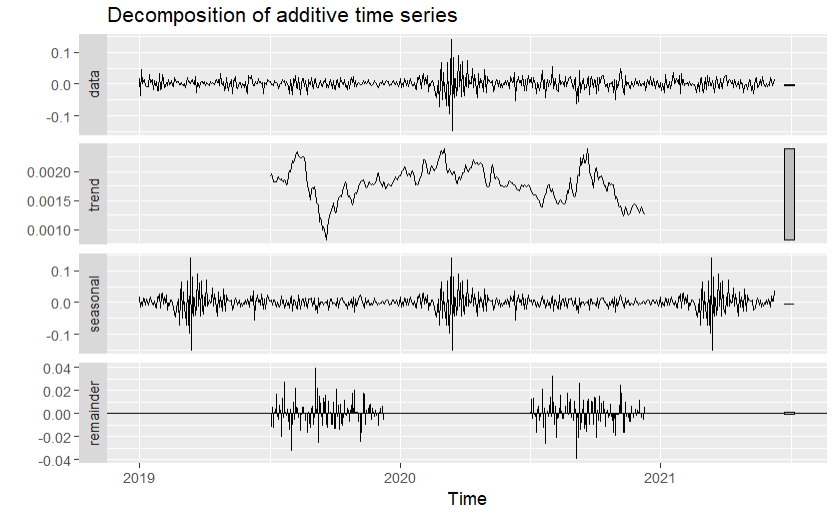 Decomposition of additive time series
0.1
0.0
-0.1
data
0.0020
0.0015
0.0010
trend
0.1
0.0
-0.1
seasonal
0.04
0.02
0.00
-0.02
-0.04
remainder
2019 2020 2021
Time